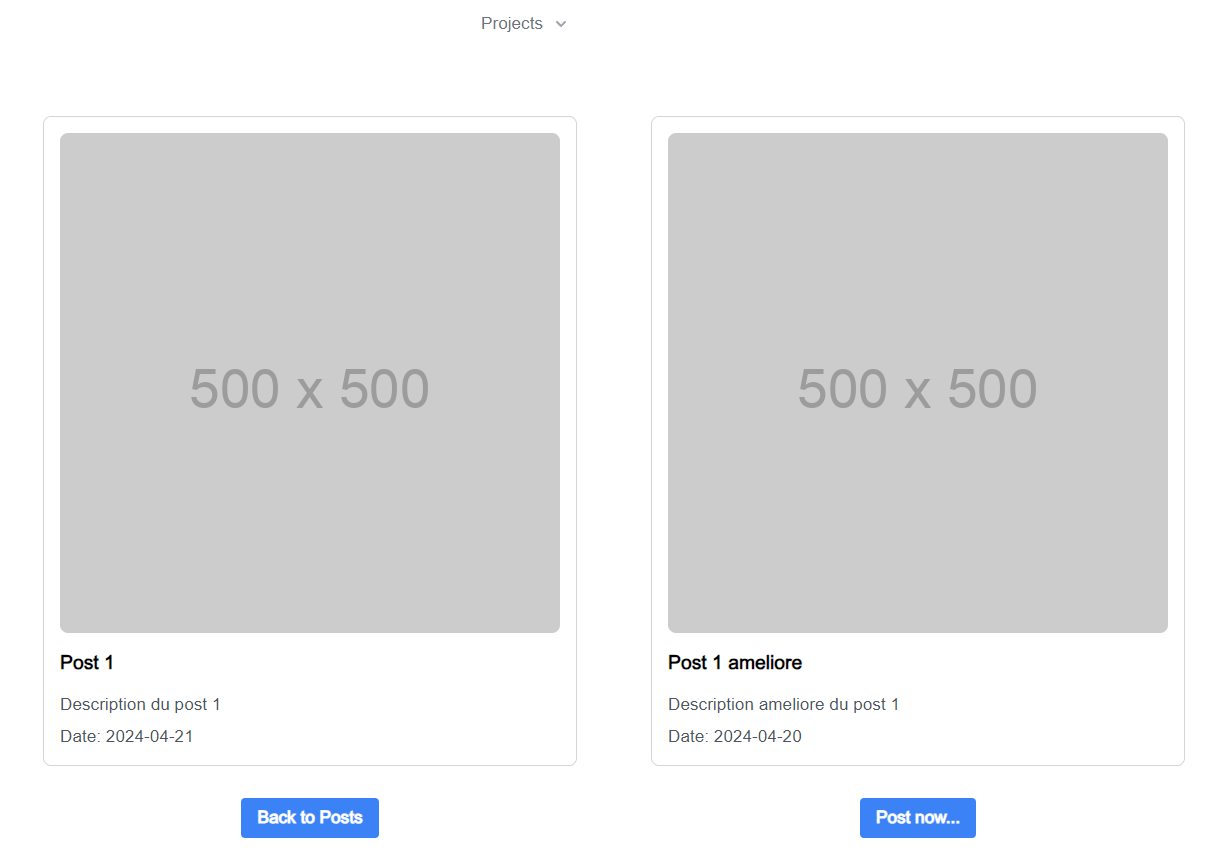 Projects
500 x 500
Post 1
Description du post 1
Date: 2024-04-21
Back to Posts
500 x 500
Post 1 ameliore
Description ameliore du post 1
Date: 2024-04-20
Post now...